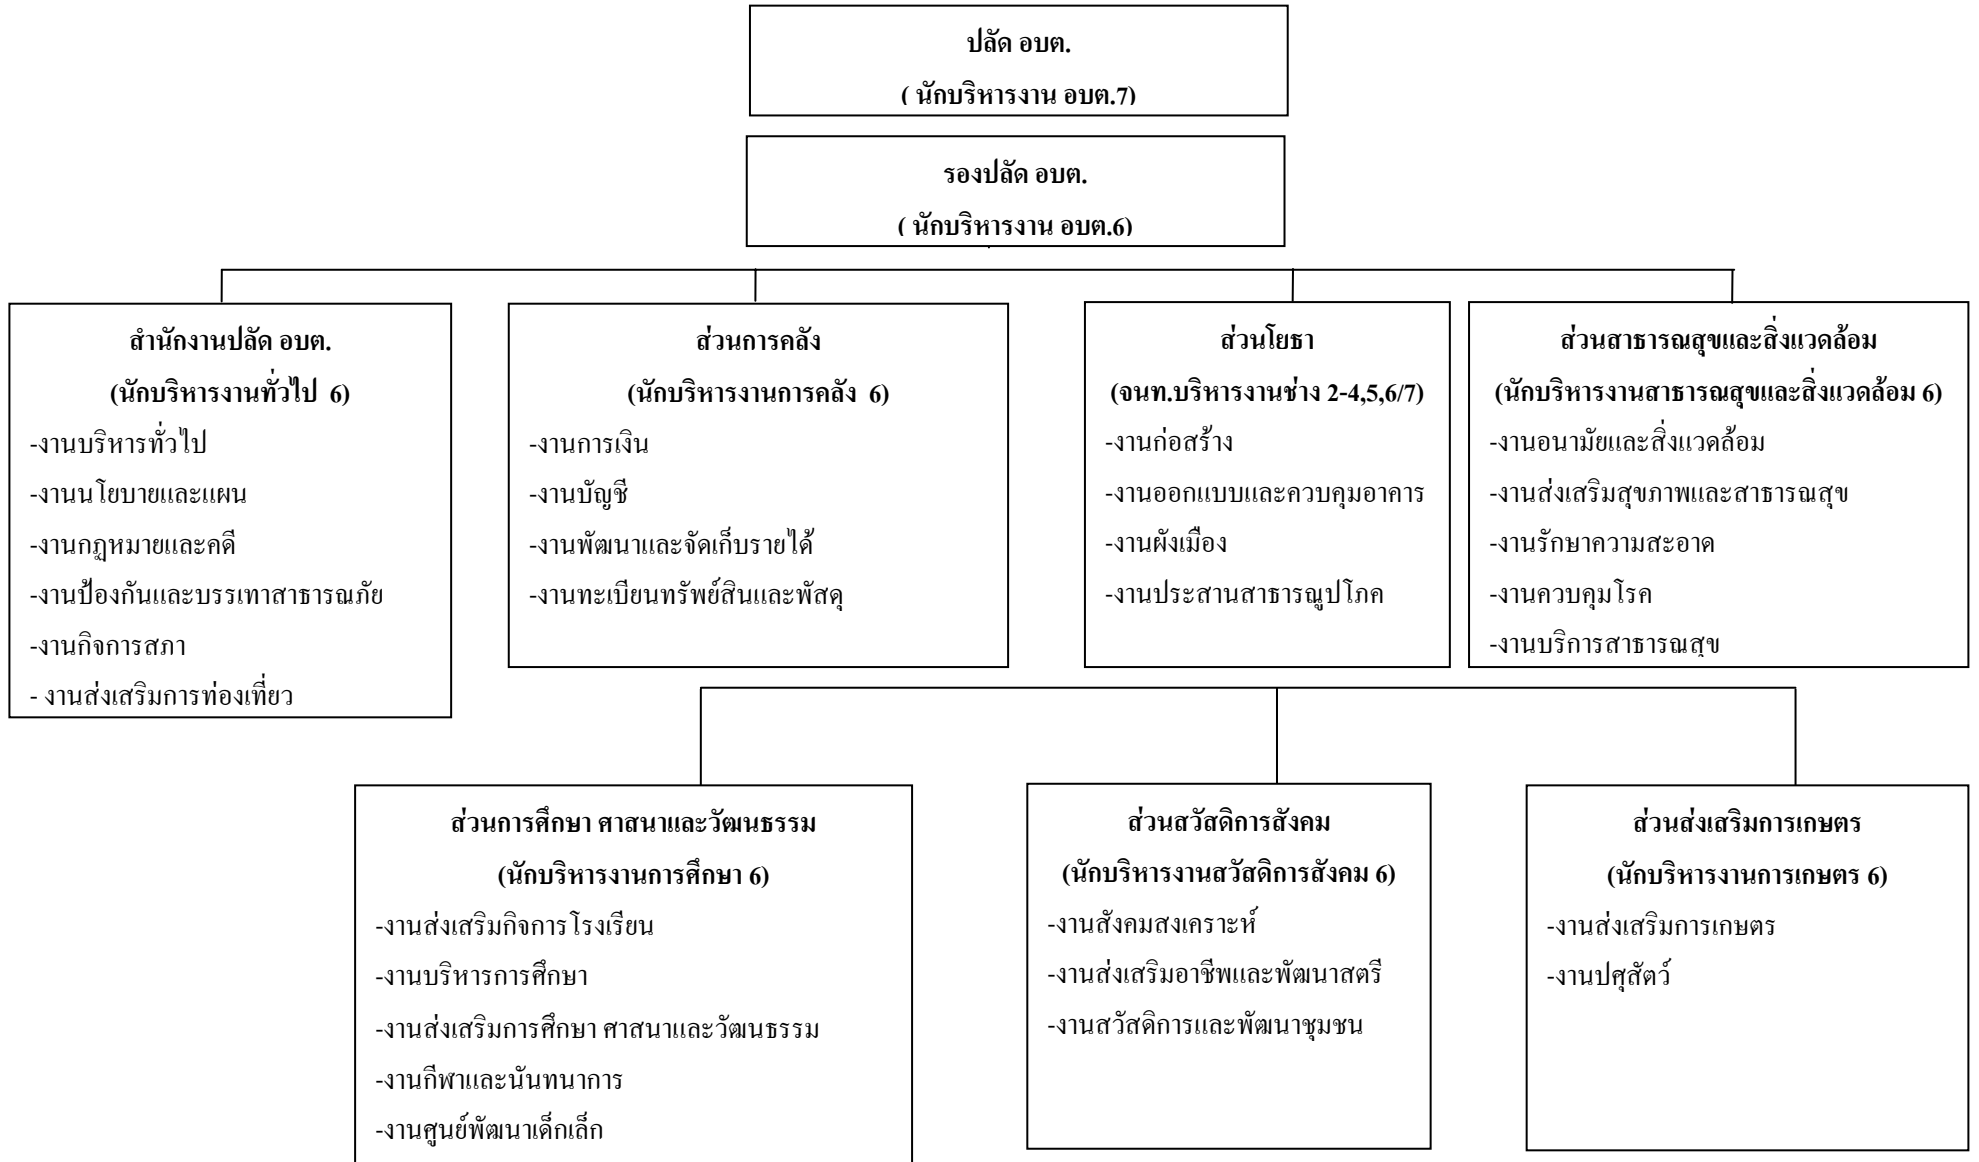 ปลัด อบต.
( นักบริหารงาน อบต.7)
รองปลัด อบต.
( นักบริหารงาน อบต.6)
สำนักงานปลัด อบต.
(นักบริหารงานทั่วไป 6)
-งานบริหารทั่วไป
-งานนโยบายและแผน
-งานกฎหมายและคดี
-งานป้องกันและบรรเทาสาธารณภัย
-งานกิจการสภา
- งานส่งเสริมการท่องเที่ยว
ส่วนการคลัง
(นักบริหารงานการคลัง 6)
-งานการเงิน
-งานบัญชี
-งานพัฒนาและจัดเก็บรายได้
-งานทะเบียนทรัพย์สินและพัสดุ
ส่วนโยธา
(จนท.บริหารงานช่าง 2-4,5,6/7)
-งานก่อสร้าง
-งานออกแบบและควบคุมอาคาร
-งานผังเมือง
-งานประสานสาธารณูปโภค
ส่วนสาธารณสุขและสิ่งแวดล้อม
(นักบริหารงานสาธารณสุขและสิ่งแวดล้อม 6)
-งานอนามัยและสิ่งแวดล้อม
-งานส่งเสริมสุขภาพและสาธารณสุข
-งานรักษาความสะอาด
-งานควบคุมโรค
-งานบริการสาธารณสุข
ส่วนการศึกษา ศาสนาและวัฒนธรรม
(นักบริหารงานการศึกษา 6)
-งานส่งเสริมกิจการโรงเรียน
-งานบริหารการศึกษา
-งานส่งเสริมการศึกษา ศาสนาและวัฒนธรรม
-งานกีฬาและนันทนาการ
-งานศูนย์พัฒนาเด็กเล็ก
ส่วนสวัสดิการสังคม
(นักบริหารงานสวัสดิการสังคม 6)
-งานสังคมสงเคราะห์
-งานส่งเสริมอาชีพและพัฒนาสตรี
-งานสวัสดิการและพัฒนาชุมชน
ส่วนส่งเสริมการเกษตร
(นักบริหารงานการเกษตร 6)
-งานส่งเสริมการเกษตร
-งานปศุสัตว์